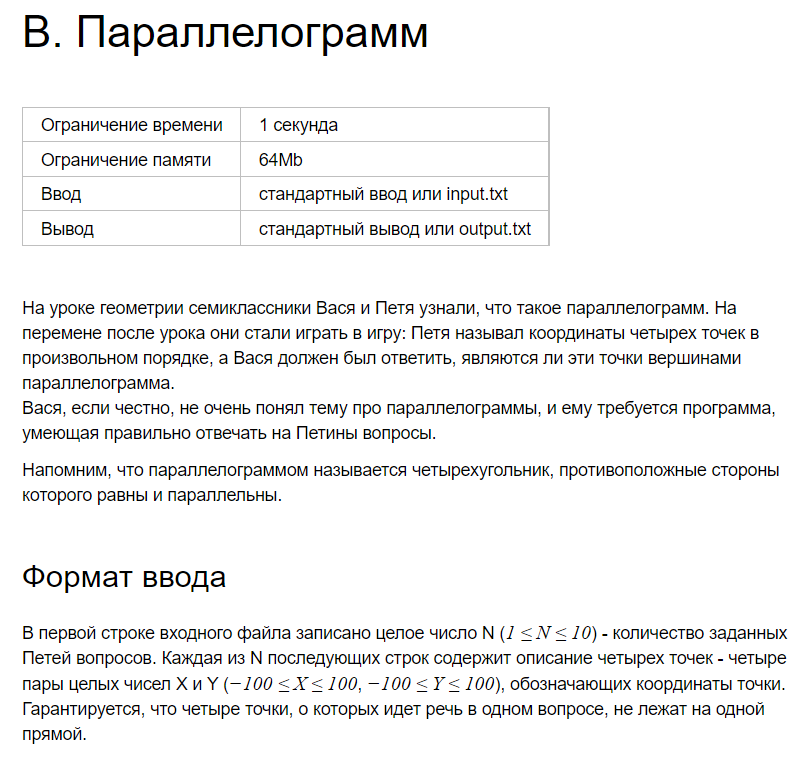 B. Параллелограмм
Ограничение времени 1 секунда
Ограничение памяти 64Mb
Ввод стандартный ввод или input.txt
Вывод стандартный вывод или output.txt
На уроке геометрии семиклассники Вася и Петя узнали, что такое параллелограмм. На
перемене после урока они стали играть в игру: Петя называл координаты четырех точек в
произвольном порядке, а Вася должен был ответить, являются ли эти точки вершинами
параллелограмма.
Вася, если честно, не очень понял тему про параллелограммы, и ему требуется программа,
умеющая правильно отвечать на Петины вопросы.
Напомним, что параллелограммом называется четырехугольник, противоположные стороны
которого равны и параллельны.
Формат ввода
В первой строке входного файла записано целое число N (1 ≤ N ≤ 10) - количество заданных
Петей вопросов. Каждая из N последующих строк содержит описание четырех точек - четыре
пары целых чисел X и Y (−100 ≤ X ≤ 100, −100 ≤ Y ≤ 100), обозначающих координаты точки.
Гарантируется, что четыре точки, о которых идет речь в одном вопросе, не лежат на одной
прямой.